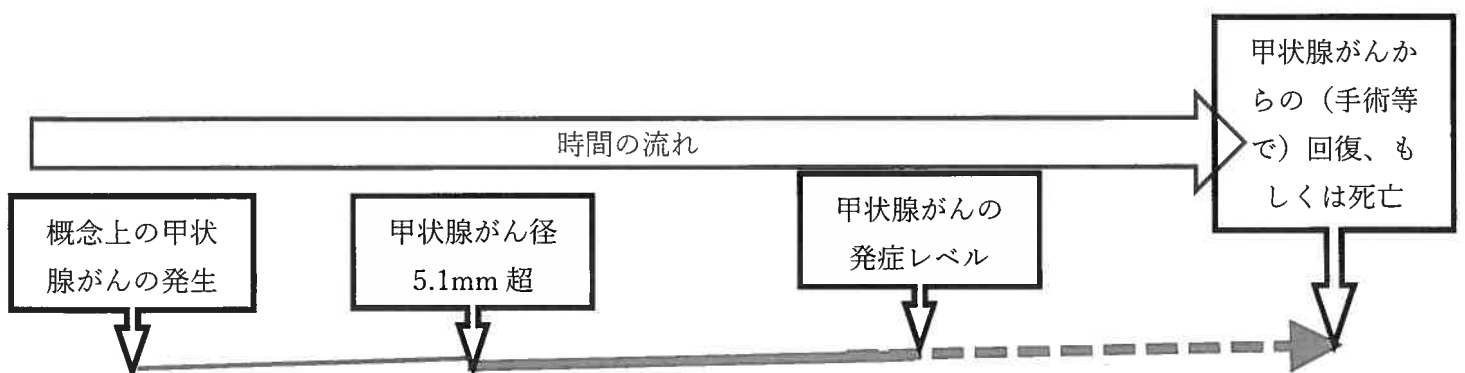 甲状腺がんか
らの（手術等
で）回復、も
しくは死亡
時間の流れ
概念上の甲状
腺がんの発生
甲状腺がん径
5.1mm 超
甲状腺がんの
発症レベル